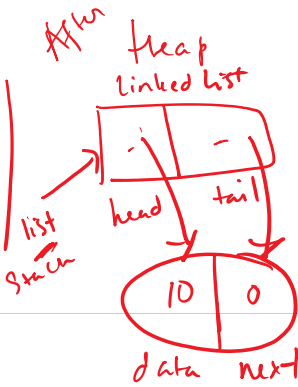 After
Heap
linked list
- -
head tail
list
Stack
10 0
data next